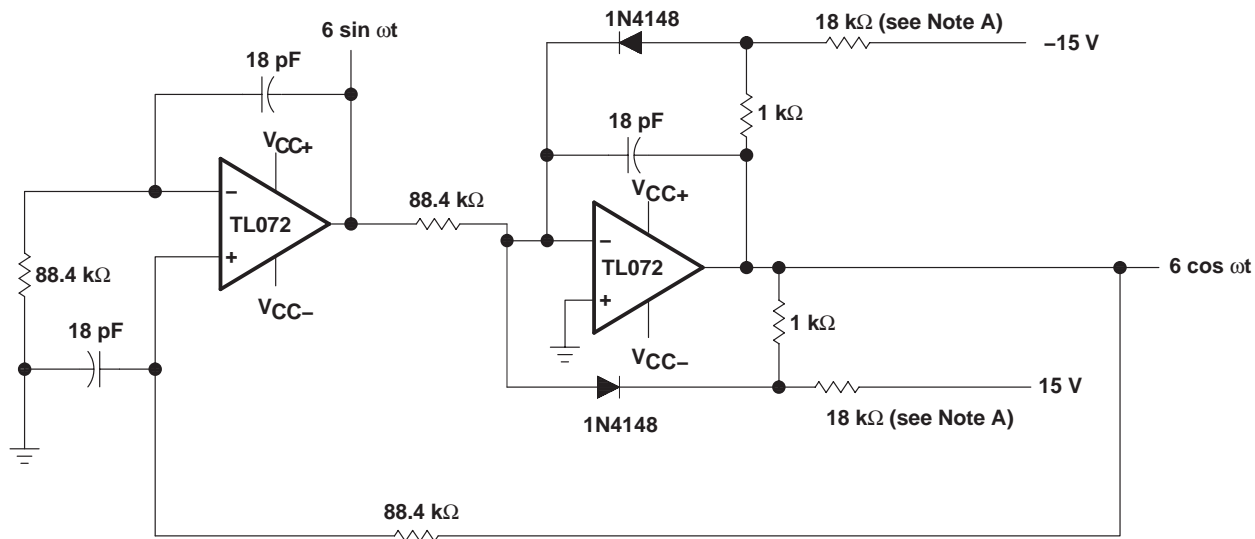 6 sin ωt
1N4148
18 kΩ (see Note A)
–15 V
18 pF
1 kΩ
18 pF
VCC+
VCC+
88.4 kΩ
–
TL072
+
–
TL072
+
6 cos ωt
88.4 kΩ
VCC–
1 kΩ
18 pF
VCC–
15 V
1N4148
18 kΩ (see Note A)
88.4 kΩ